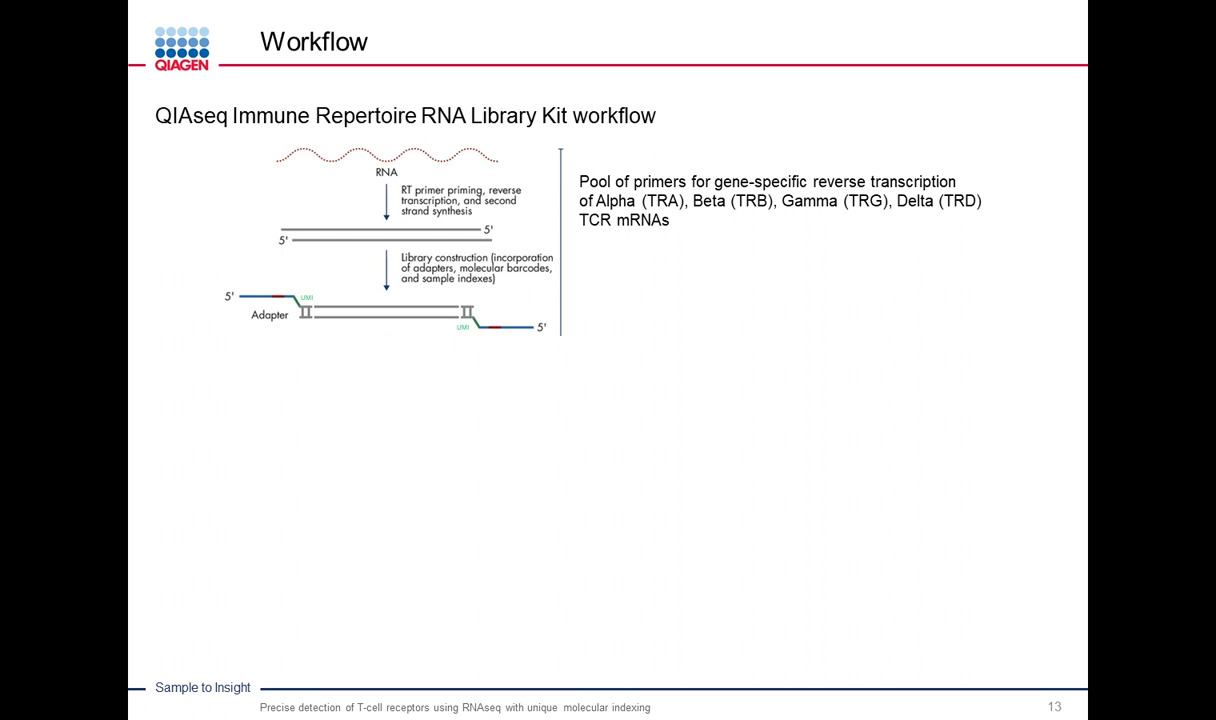 QIAGEN
Workflow
QIAseq Immune Repertoire RNA Library Kit workflow
RNA
RT primer priming, reverse
transcription, and second
strand synthesis
5'
5'
Library construction (incorporation
of adapters, molecular barcodes,
and sample indexes)
5'
UMI
Adapter
UMI
5'
Pool of primers for gene-specific reverse transcription
of Alpha (TRA), Beta (TRB), Gamma (TRG), Delta (TRD)
TCR mRNAs
Sample to Insight
Precise detection of T-cell receptors using RNAseq with unique molecular indexing
13